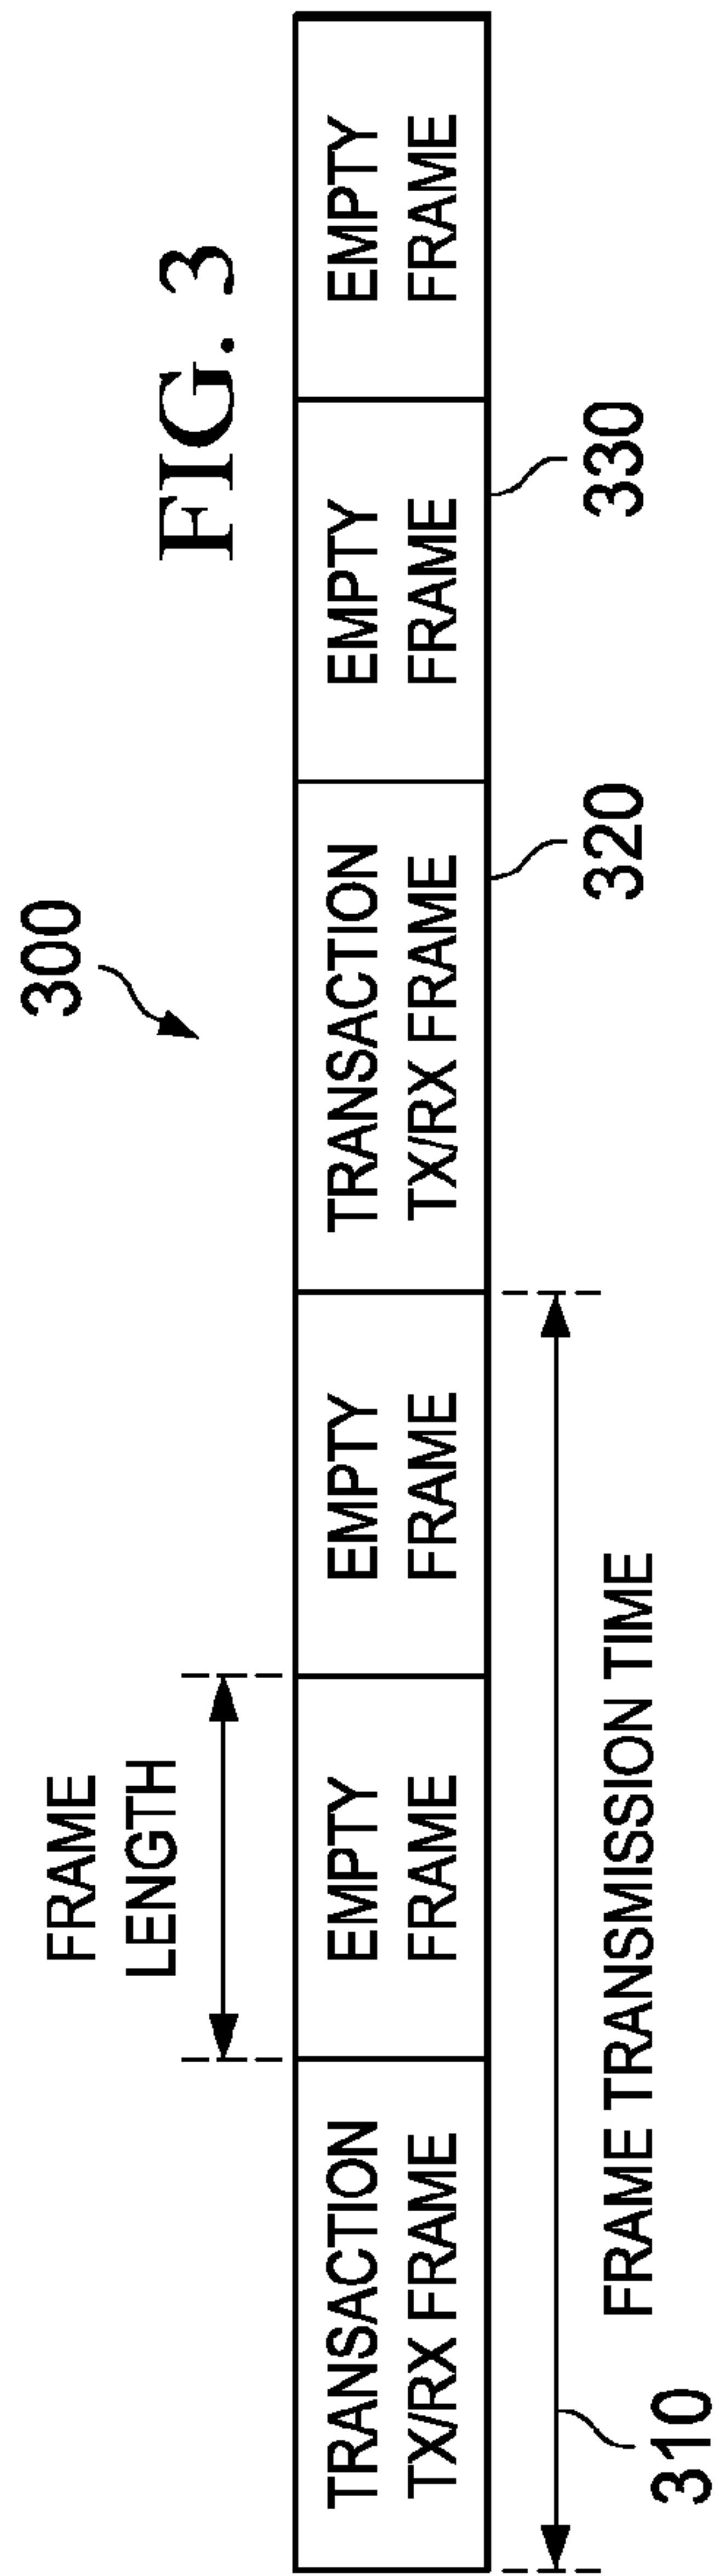 FIG. 3
300
FRAME
LENGTH
TRANSACTION
TX/RX FRAME
EMPTY
FRAME
EMPTY
FRAME
TRANSACTION
TX/RX FRAME
EMPTY
FRAME
EMPTY
FRAME
310
FRAME TRANSMISSION TIME
320
330